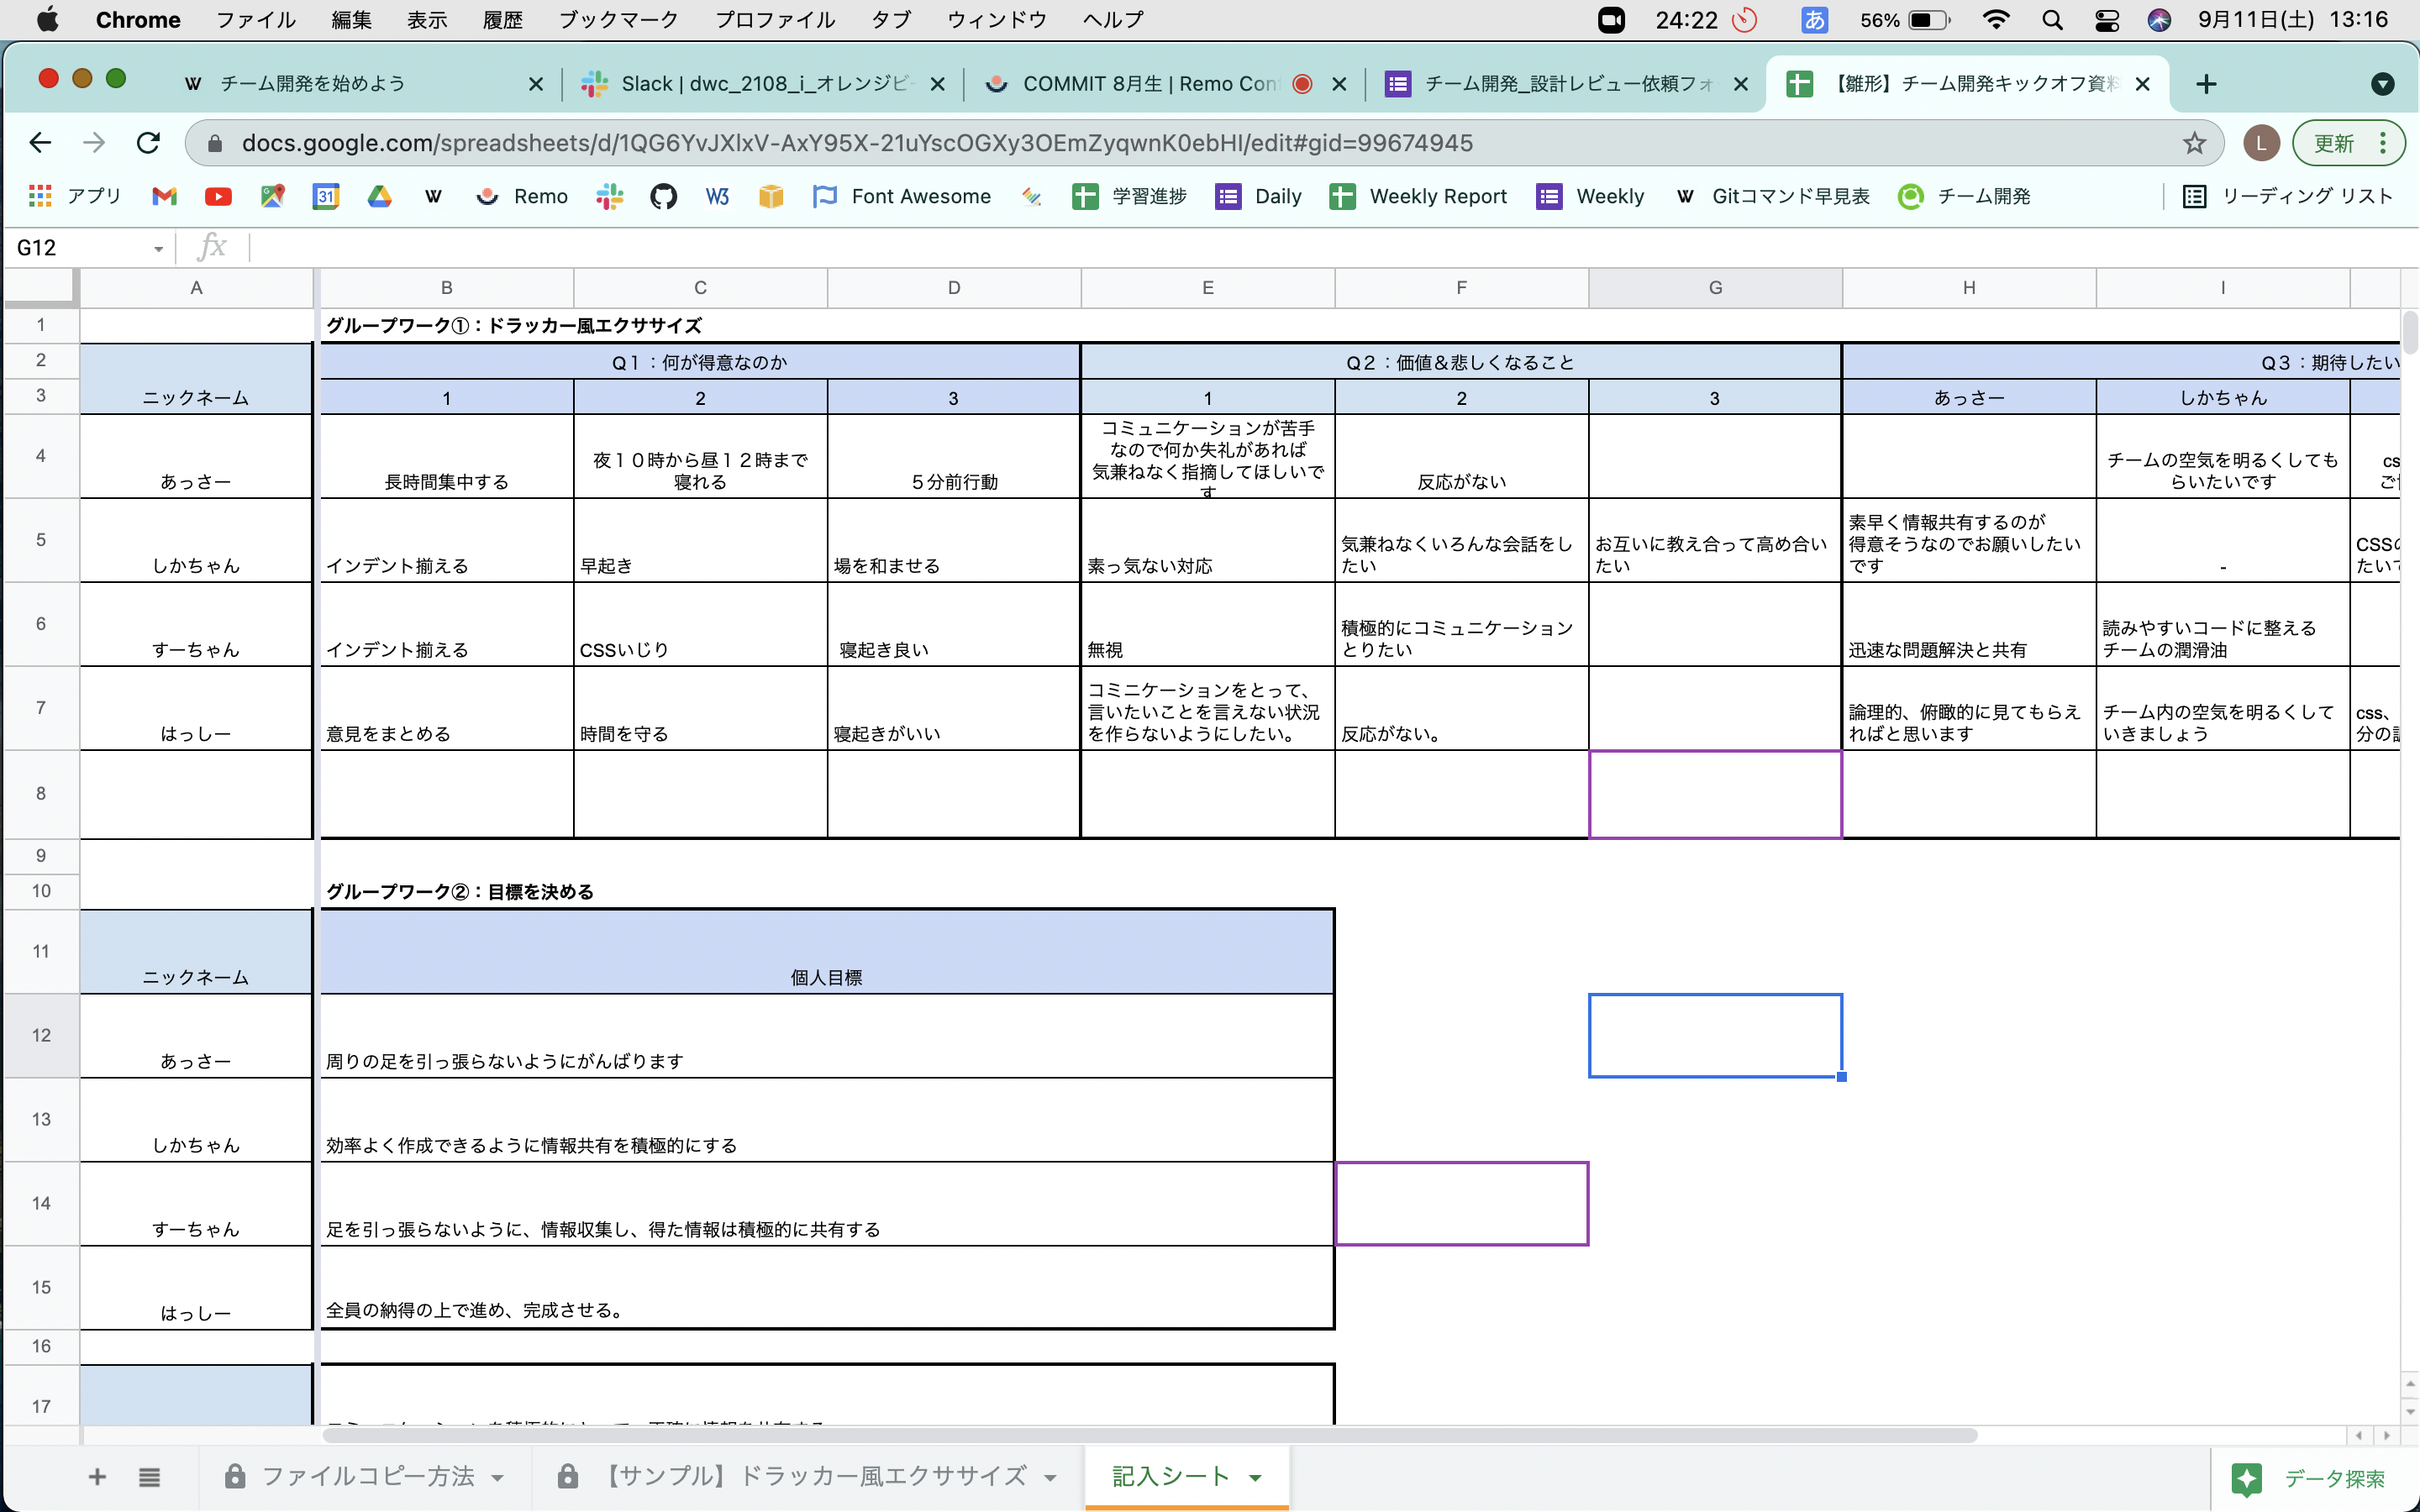 Chrome ファイル 編集 表示 履歴 ブックマーク プロファイル タブ ウィンドウ ヘルプ 24:22 あ 56% 9月11日(土) 13:16
チーム開発を始めよう Slack | dwc_2108_i_オレンジビ COMMIT 8月生 | Remo Con チーム開発_設計レビュー依頼フォ 【雛形】チーム開発キックオフ資料
docs.google.com/spreadsheets/d/1QG6YvJXlxV-AxY95X-21uYscOGXy3OEmZyqwnK0ebHI/edit#gid=99674945 L 更新
アプリ 31 W Remo W3 Font Awesome 学習進捗 Daily Weekly Report Weekly W Gitコマンド早見表 チーム開発 リーディング リスト
G12 fx
A B C D E F G H I
1 グループワーク①：ドラッカー風エクササイズ
2 Q１：何が得意なのか Q２：価値＆悲しくなること Q３：期待したい
3 ニックネーム 1 2 3 1 2 3 あっさー しかちゃん
4 あっさー 長時間集中する
夜１０時から昼１２時まで
寝れる
５分前行動
コミュニケーションが苦手
なので何か失礼があれば
気兼ねなく指摘してほしいで
す
反応がない
チームの空気を明るくしても
らいたいです
cs
5 しかちゃん インデント揃える 早起き 場を和ませる 素っ気ない対応
気兼ねなくいろんな会話をし
たい
お互いに教え合って高め合い
たい
素早く情報共有するのが
得意そうなのでお願いしたい
です
-
CSSの
たいで
6 すーちゃん インデント揃える CSSいじり 寝起き良い 無視
積極的にコミュニケーション
とりたい
迅速な問題解決と共有
読みやすいコードに整える
チームの潤滑油
7 はっしー 意見をまとめる 時間を守る 寝起きがいい
コミニケーションをとって、
言いたいことを言えない状況
を作らないようにしたい。
反応がない。
論理的、俯瞰的に見てもらえ
ればと思います
チーム内の空気を明るくして
いきましょう
css、
分の
8
9
10 グループワーク②：目標を決める
11 ニックネーム 個人目標
12 あっさー 周りの足を引っ張らないようにがんばります
13 しかちゃん 効率よく作成できるように情報共有を積極的にする
14 すーちゃん 足を引っ張らないように、情報収集し、得た情報は積極的に共有する
15 はっしー 全員の納得の上で進め、完成させる。
16
17
ファイルコピー方法 【サンプル】ドラッカー風エクササイズ 記入シート データ探索